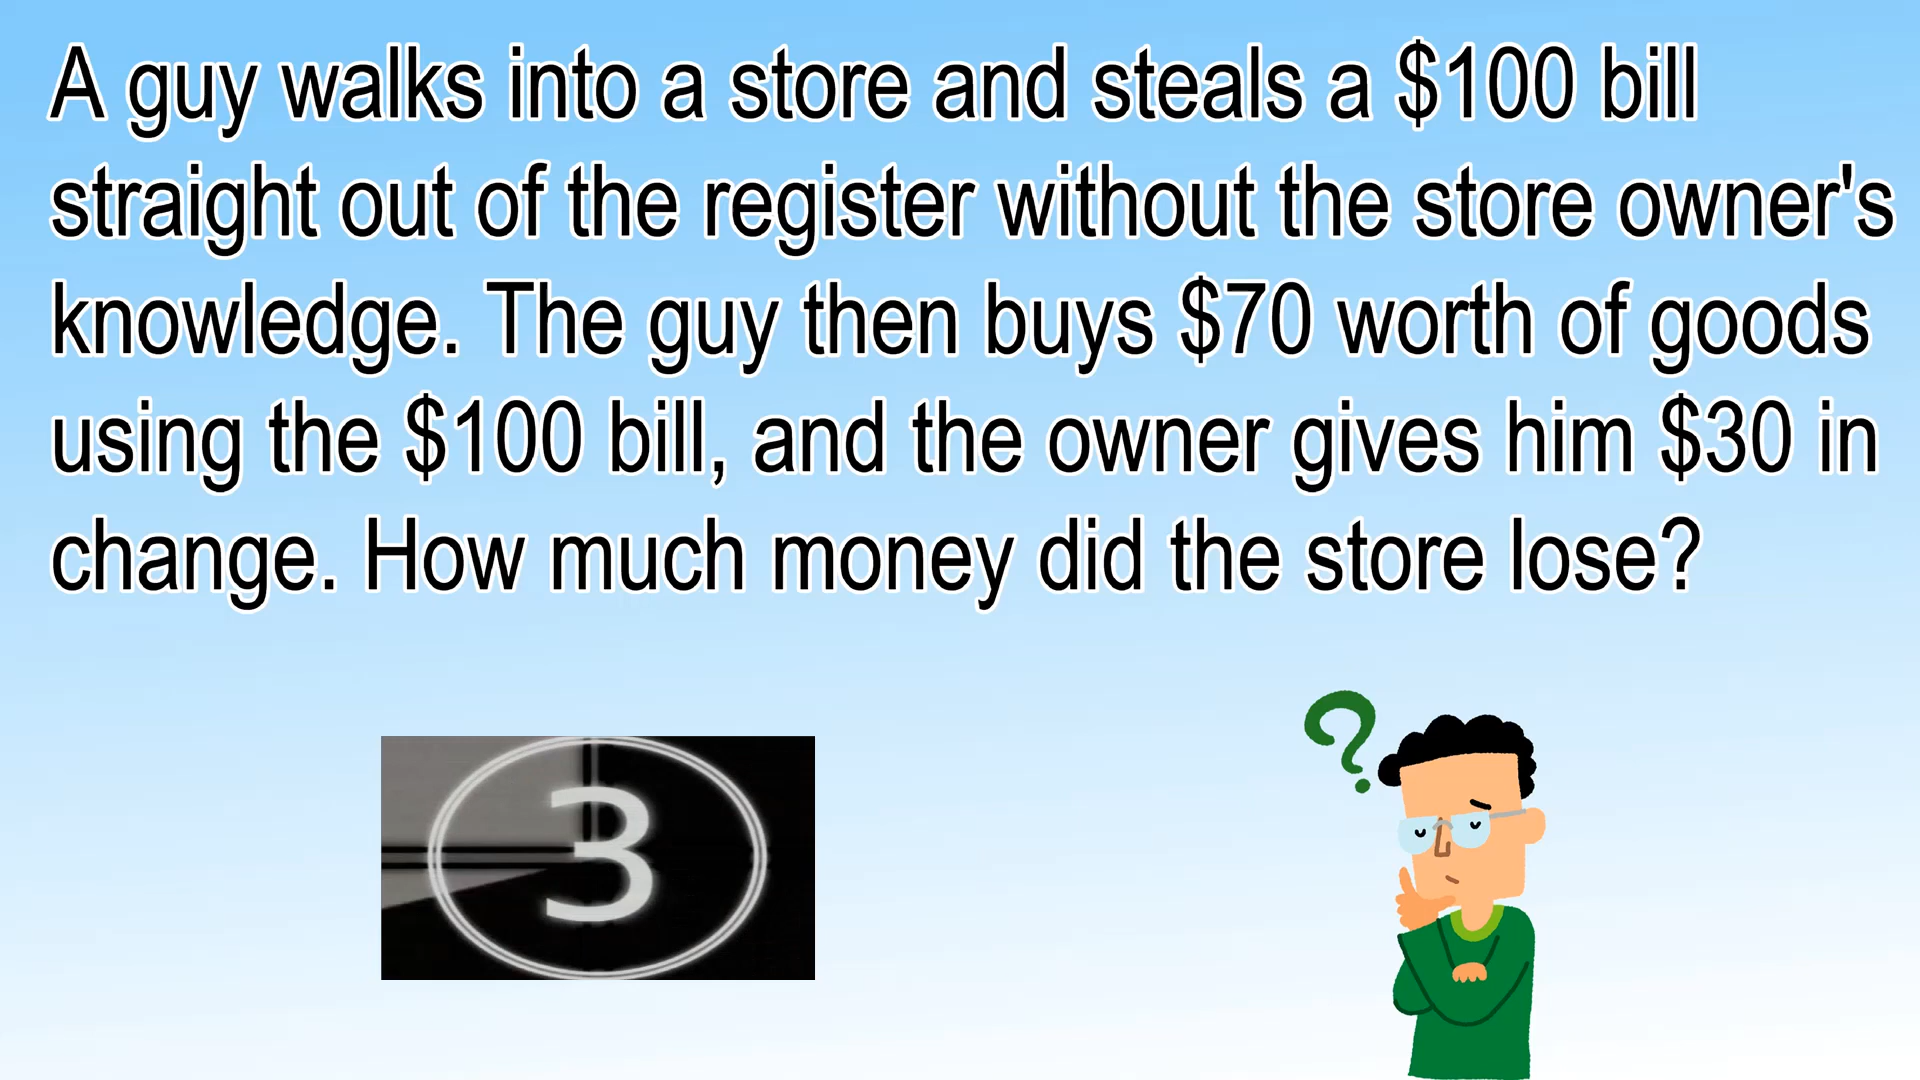 A guy walks into a store and steals a $100 bill
straight out of the register without the store owner's
knowledge. The guy then buys $70 worth of goods
using the $100 bill, and the owner gives him $30 in
change. How much money did the store lose?
?
3